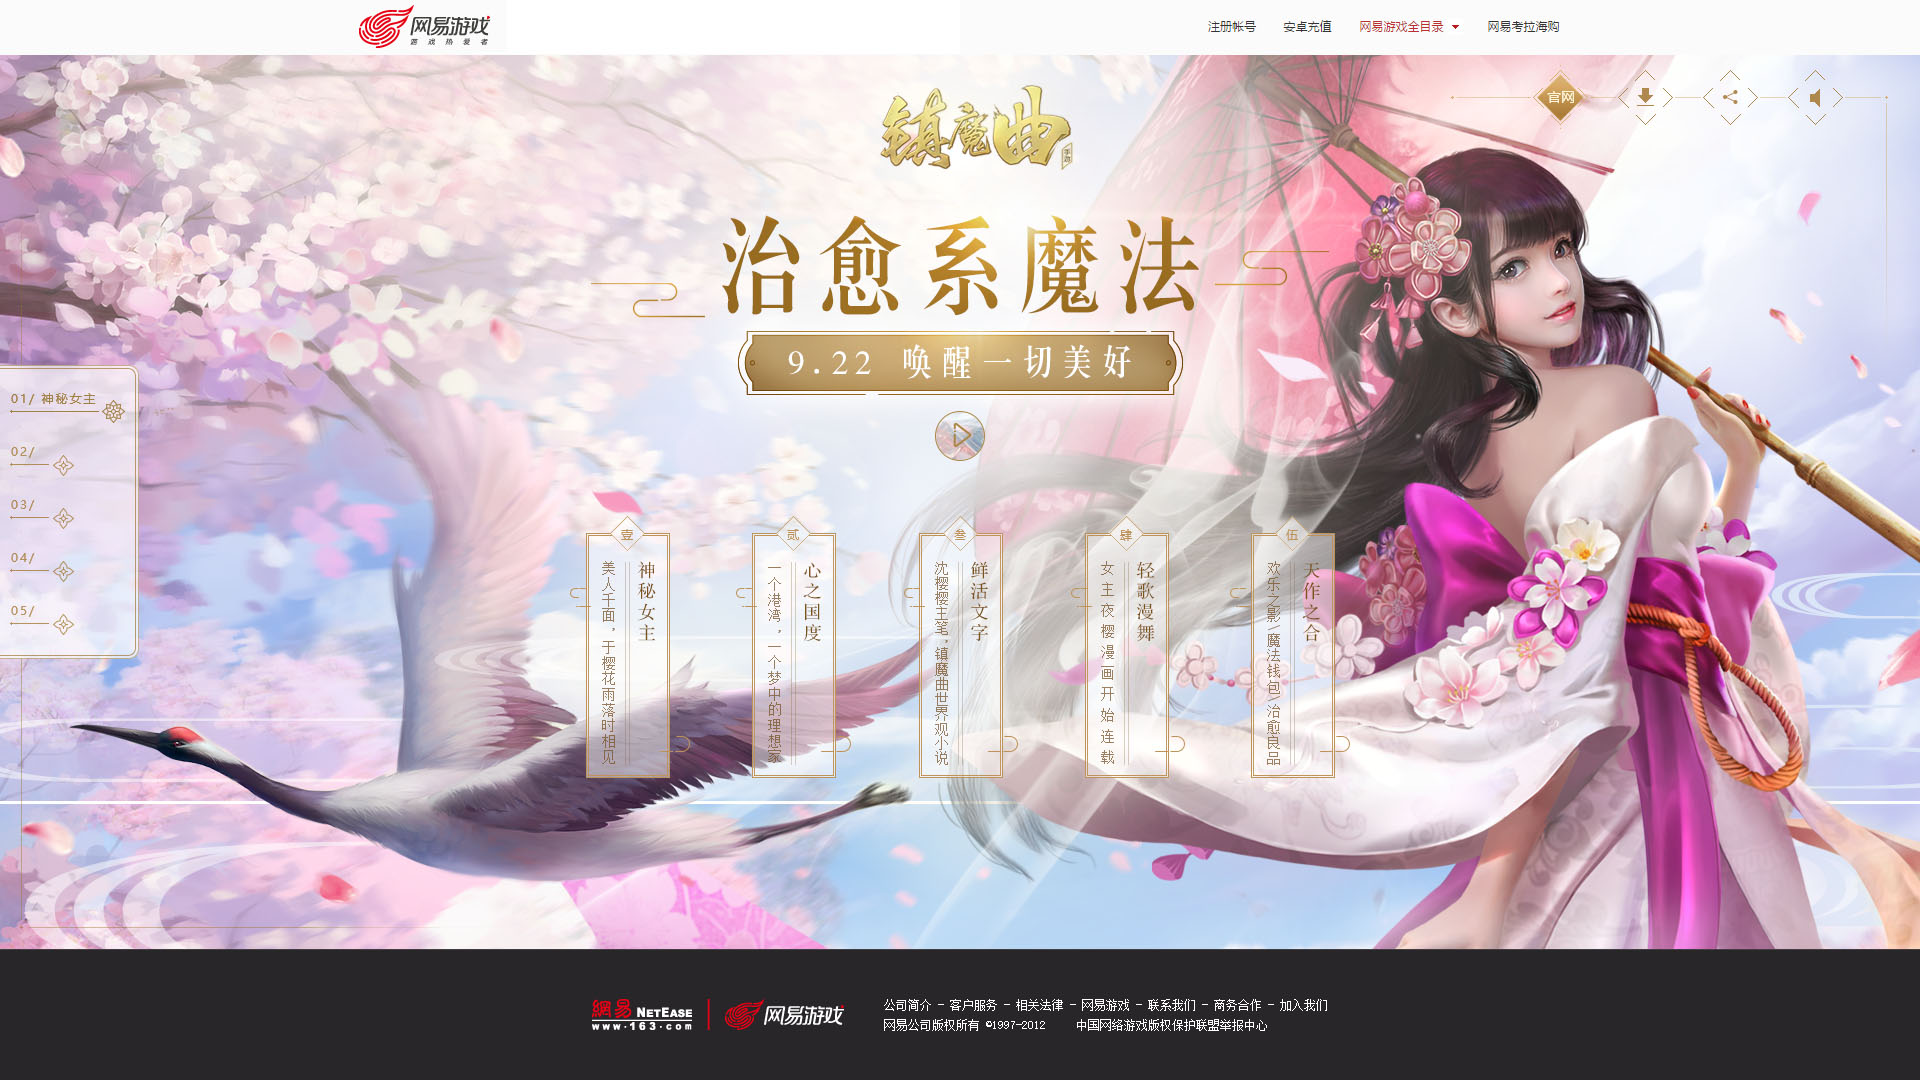 网易游戏
游戏热爱者
注册帐号
安卓充值
网易游戏全目录
网易考拉海购
官网
镇魔曲
手游
治愈系魔法
9.22 唤醒一切美好
01/ 神秘女主
02/
03/
04/
05/
壹
神秘女主
美人千面，于樱花雨落时相见
贰
心之国度
一个港湾，一个梦中的理想家
叁
鲜活文字
沈樱樱主笔，镇魔曲世界观小说
肆
轻歌漫舞
女主夜樱漫画开始连载
伍
天作之合
欢乐之影/魔法钱包/治愈良品
網易 NetEase
www.163.com
网易游戏
公司简介 - 客户服务 - 相关法律 - 网易游戏 - 联系我们 - 商务合作 - 加入我们
网易公司版权所有 ©1997-2012 中国网络游戏版权保护联盟举报中心